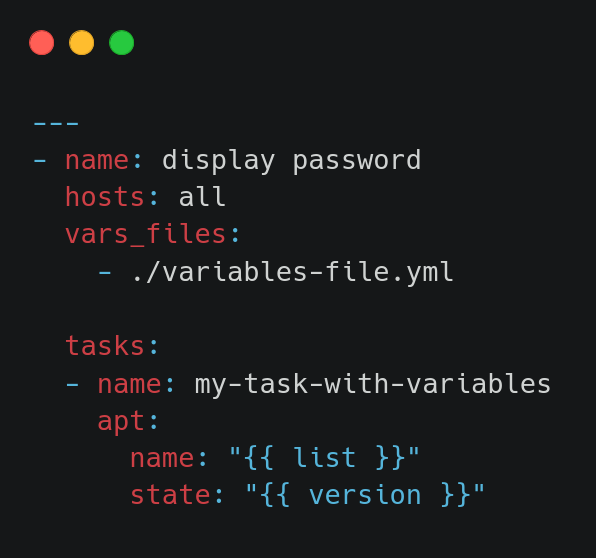 ---
- name: display password
  hosts: all
  vars_files:
    - ./variables-file.yml

  tasks:
  - name: my-task-with-variables
    apt:
      name: "{{ list }}"
      state: "{{ version }}"